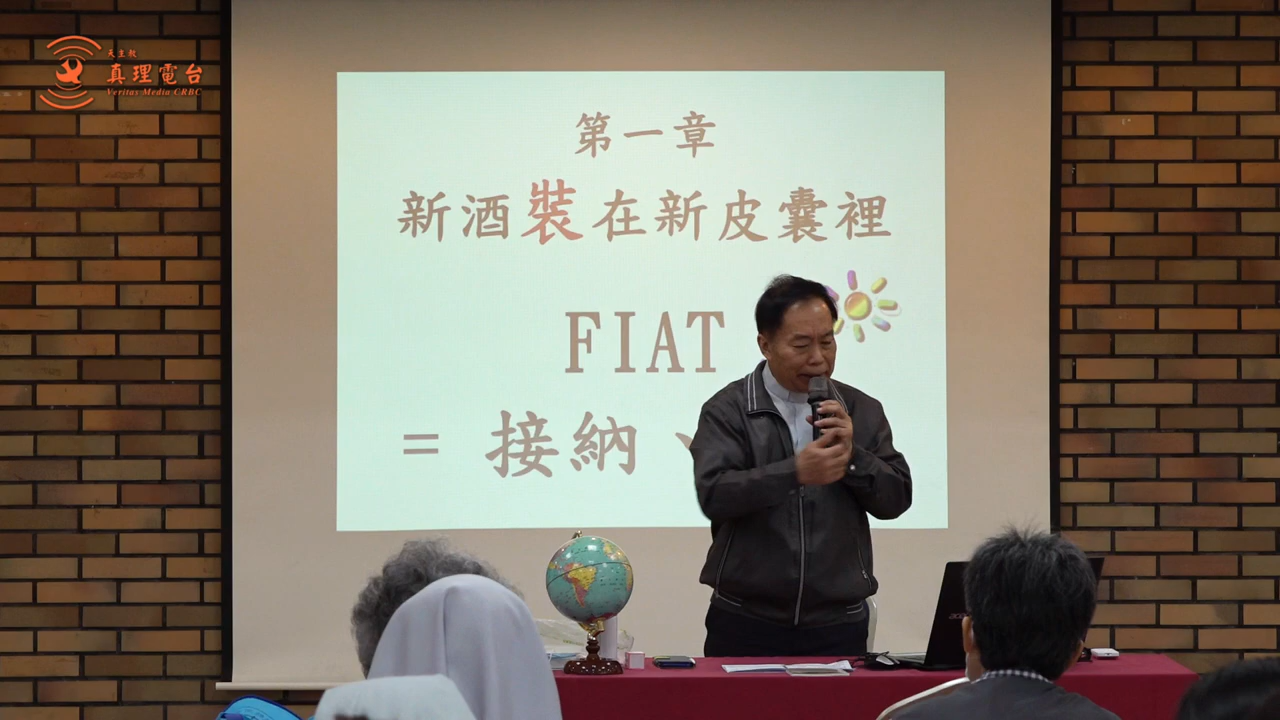 天主教
真理電台
Veritas Media CRBC
第一章
新酒裝在新皮囊裡
FIAT
= 接納、